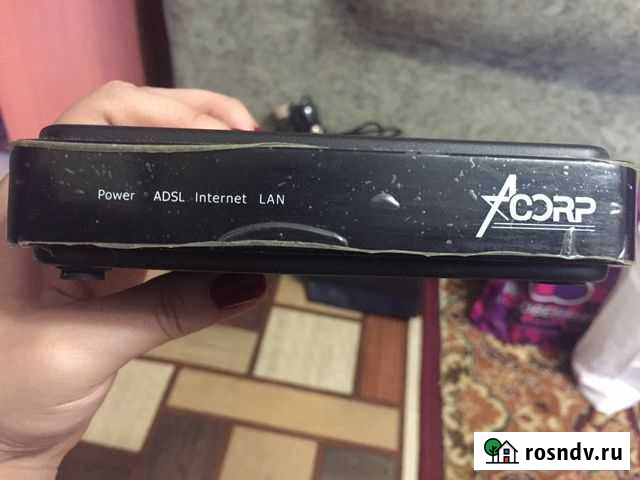 Power ADSL Internet LAN
ACORP
rosndv.ru